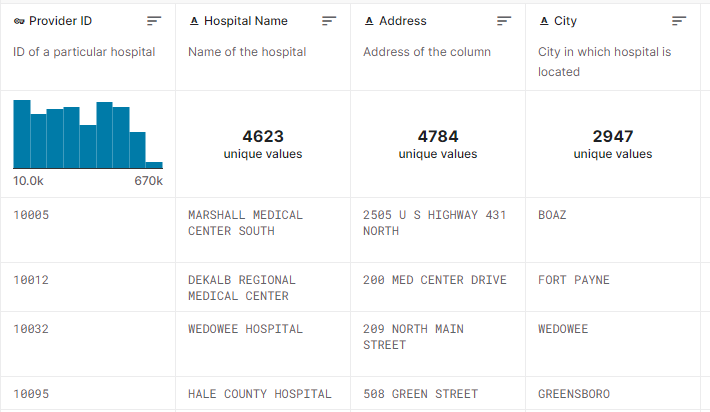 Provider ID
Hospital Name
Address
City
ID of a particular hospital
Name of the hospital
Address of the column
City in which hospital is
located
10.0k
670k
4623
unique values
4784
unique values
2947
unique values
10005
MARSHALL MEDICAL
CENTER SOUTH
2505 U S HIGHWAY 431
NORTH
BOAZ
10012
DEKALB REGIONAL
MEDICAL CENTER
200 MED CENTER DRIVE
FORT PAYNE
10032
WEDOWEE HOSPITAL
209 NORTH MAIN
STREET
WEDOWEE
10095
HALE COUNTY HOSPITAL
508 GREEN STREET
GREENSBORO